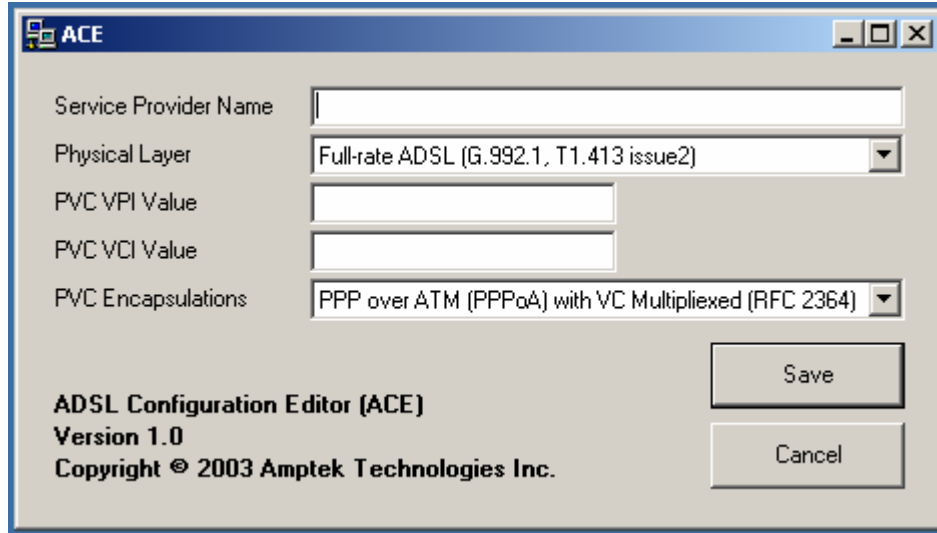 ACE
Service Provider Name
Physical Layer Full-rate ADSL (G.992.1, T1.413 issue2)
PVC VPI Value
PVC VCI Value
PVC Encapsulations PPP over ATM (PPPoA) with VC Multipliexed (RFC 2364)
Save
ADSL Configuration Editor (ACE)
Version 1.0
Copyright © 2003 Amptek Technologies Inc.
Cancel